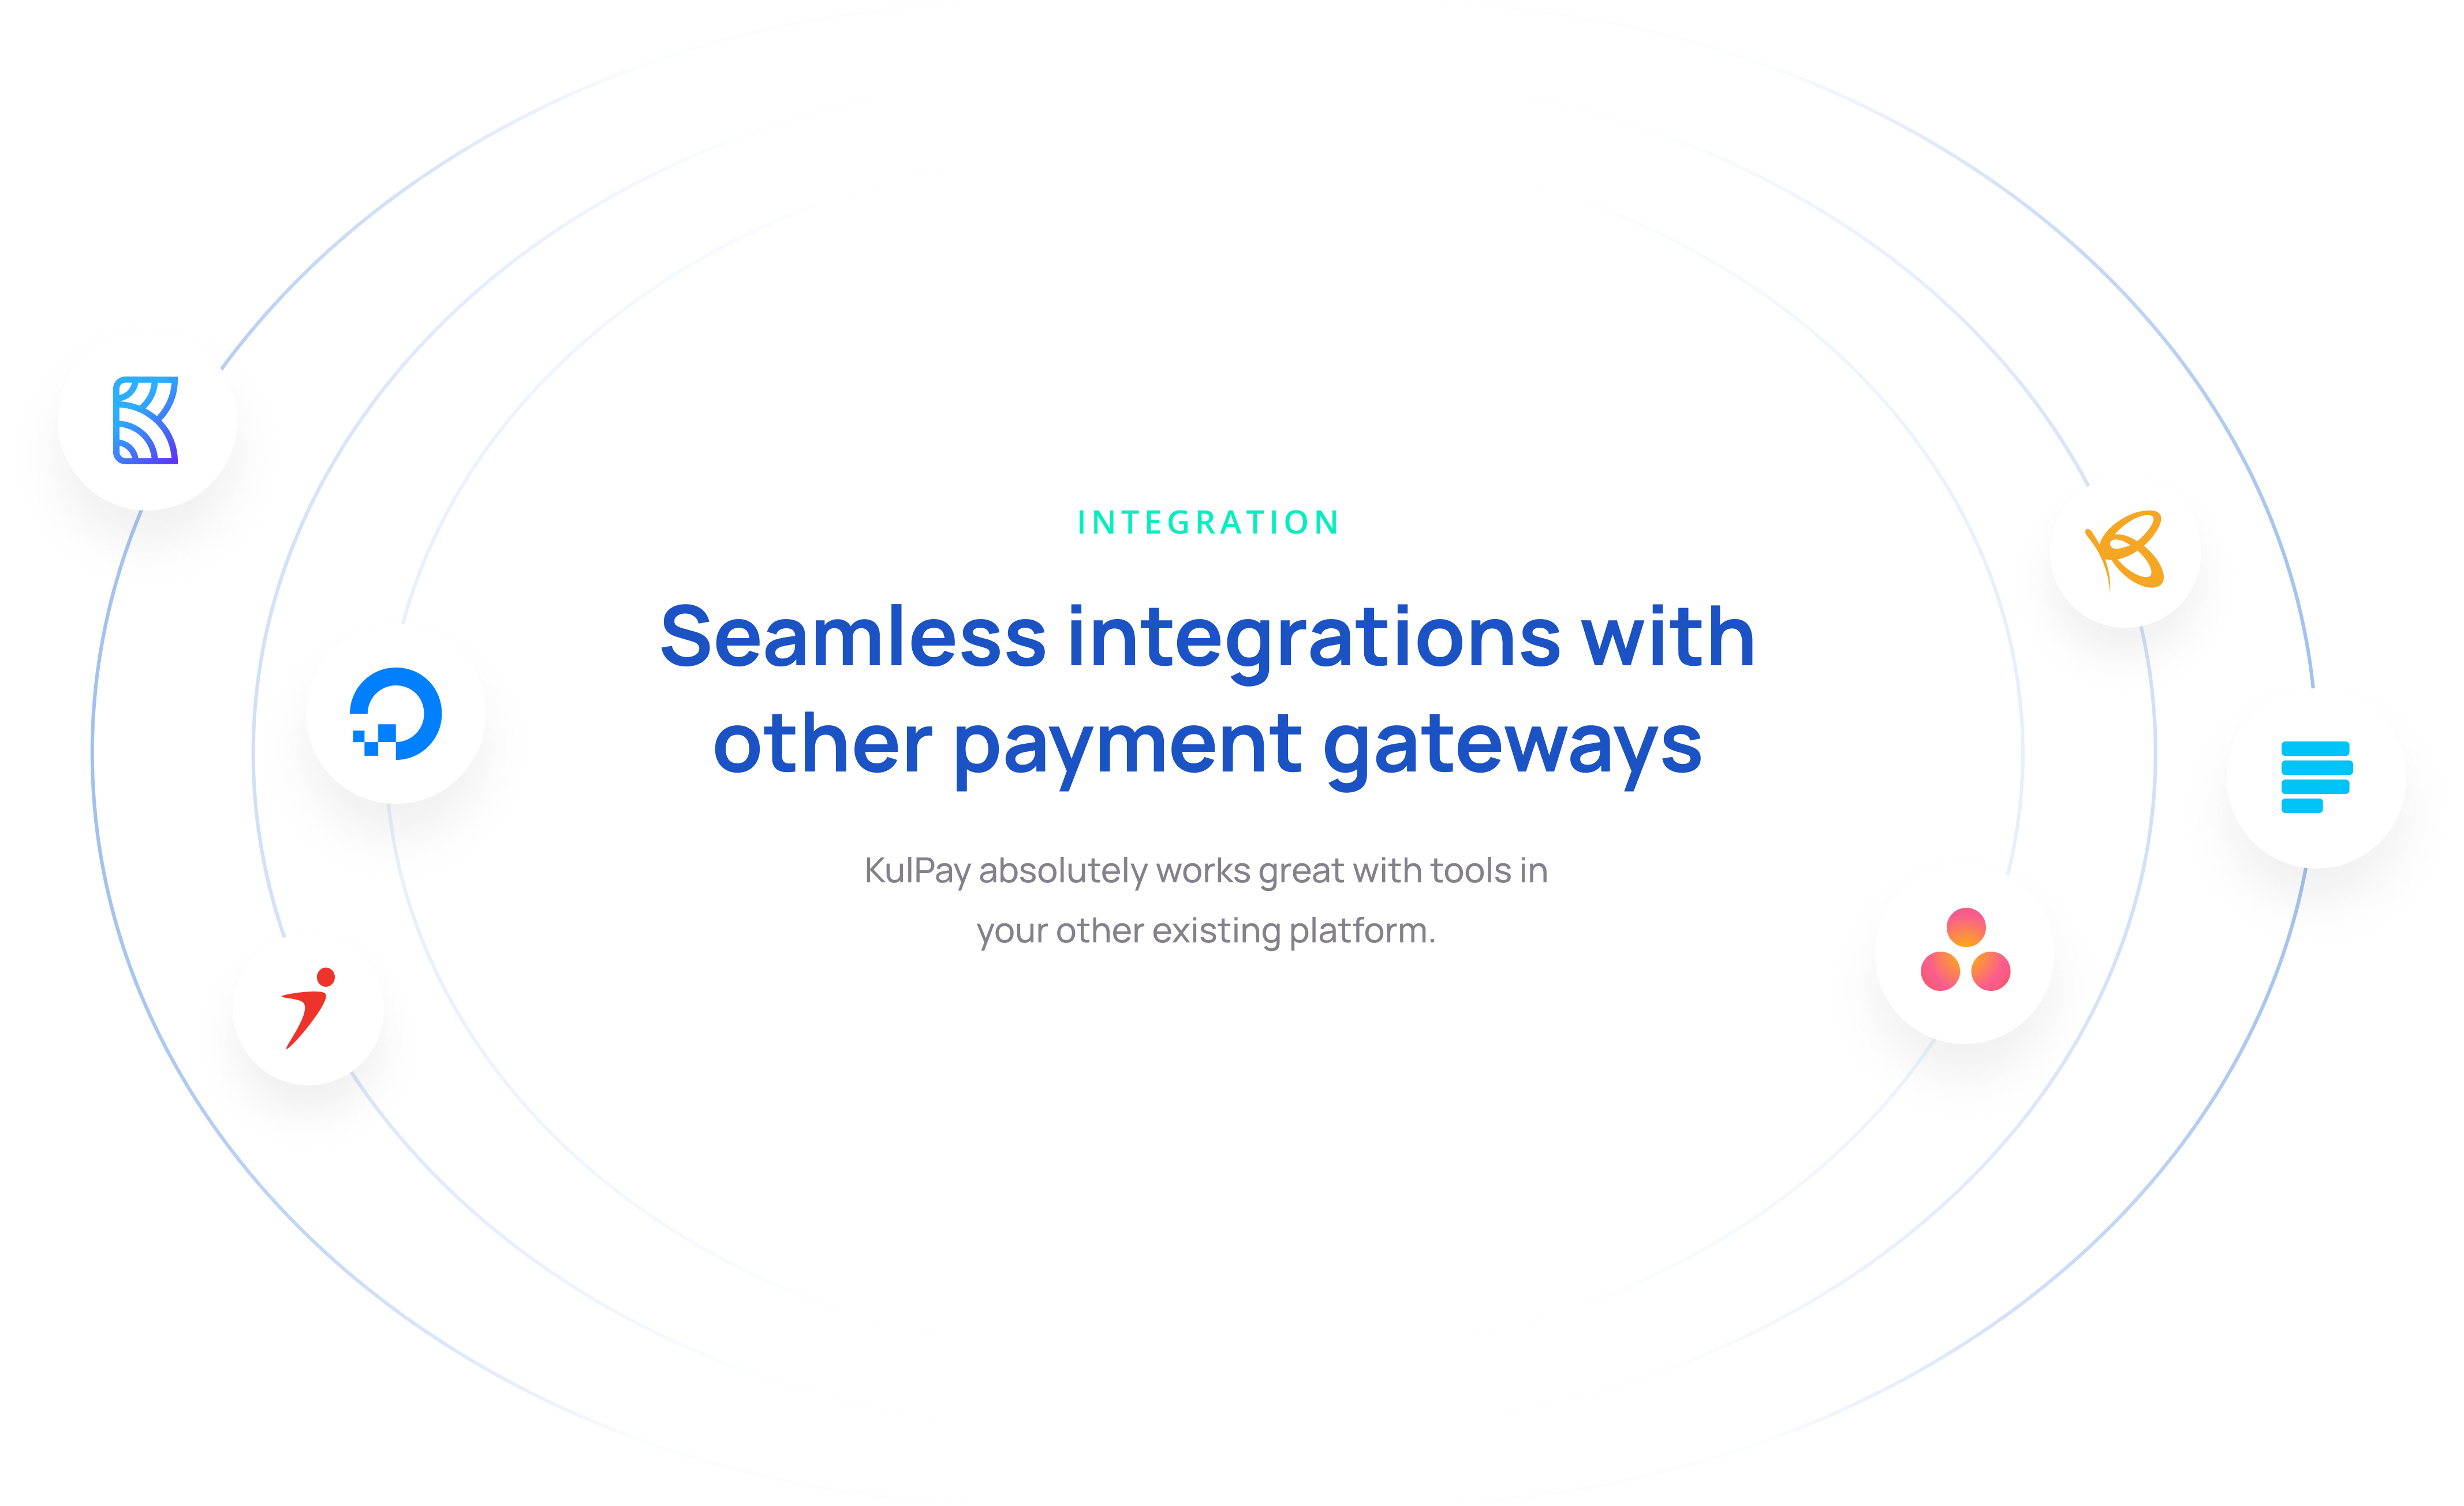 INTEGRATION
Seamless integrations with
other payment gateways
KulPay absolutely works great with tools in
your other existing platform.